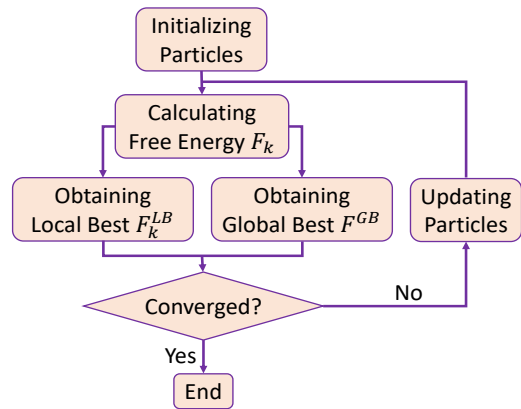 Initializing
Particles
Calculating
Free Energy $F_k$
Obtaining
Local Best $F_k^{LB}$
Obtaining
Global Best $F^{GB}$
Updating
Particles
Converged?
No
Yes
End